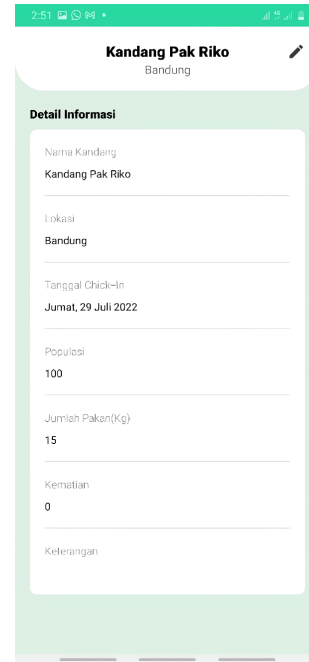 2:51
Kandang Pak Riko
Bandung
Detail Informasi
Nama Kandang
Kandang Pak Riko
Lokasi
Bandung
Tanggal Chick-In
Jumat, 29 Juli 2022
Populasi
100
Jumlah Pakan(Kg)
15
Kematian
0
Keterangan